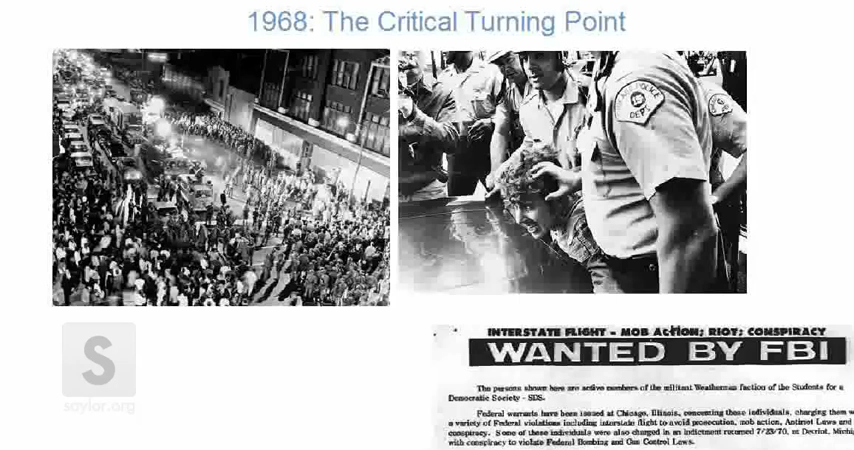 1968: The Critical Turning Point
POLICE
DEPT.
S
saylor.org
INTERSTATE FLIGHT - MOB ACTION; RIOT; CONSPIRACY
WANTED BY FBI
The persons shown here are active members of the militant Weatherman faction of the Students for a
Democratic Society - SDS.
Federal warrants have been issued at Chicago, Illinois, concerning these individuals, charging them w
a variety of Federal violations including interstate flight to avoid prosecution, mob action, Antiriot Laws and
conspiracy. Some of these individuals were also charged in an indictment returned 7/23/70, at Detroit, Michi
with conspiracy to violate Federal Bombing and Gun Control Laws.